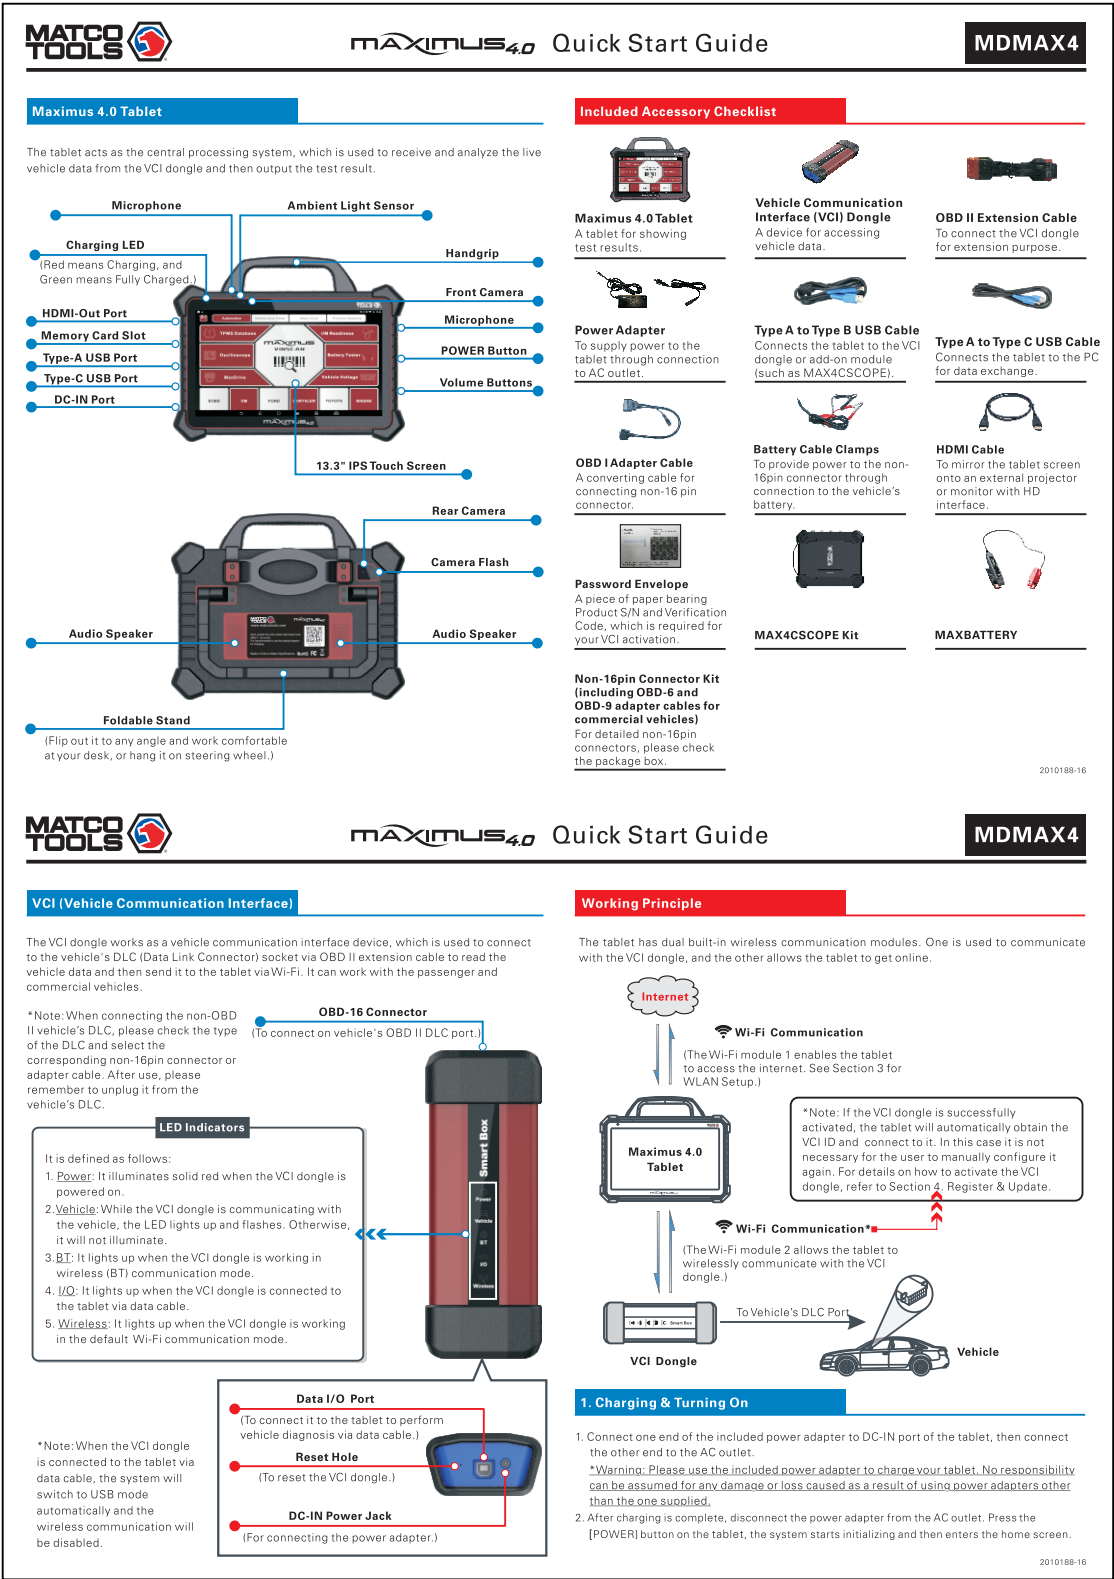 MATCO
TOOLS
MAXIMUS 4.0 Quick Start Guide
MDMAX4
Maximus 4.0 Tablet
The tablet acts as the central processing system, which is used to receive and analyze the live
vehicle data from the VCI dongle and then output the test result.
Microphone
Ambient Light Sensor
Charging LED
(Red means Charging, and
Green means Fully Charged.)
Handgrip
Front Camera
HDMI-Out Port
Microphone
Memory Card Slot
Type-A USB Port
POWER Button
Type-C USB Port
Volume Buttons
DC-IN Port
TPMS Database
IM Readiness
VINSCAN
Oscilloscope
Battery Tester
MaxDrive
Vehicle Voltage
GM
FORD
CHRYSLER
TOYOTA
MAXIMUS 4.0
13.3" IPS Touch Screen
Rear Camera
Camera Flash
MATCO
TOOLS
MAXIMUS 4.0
Audio Speaker
Audio Speaker
Foldable Stand
(Flip out it to any angle and work comfortable
at your desk, or hang it on steering wheel.)
Included Accessory Checklist
Maximus 4.0 Tablet
A tablet for showing
test results.
Vehicle Communication
Interface (VCI) Dongle
A device for accessing
vehicle data.
OBD II Extension Cable
To connect the VCI dongle
for extension purpose.
Power Adapter
To supply power to the
tablet through connection
to AC outlet.
Type A to Type B USB Cable
Connects the tablet to the VCI
dongle or add-on module
(such as MAX4CSCOPE).
Type A to Type C USB Cable
Connects the tablet to the PC
for data exchange.
OBD I Adapter Cable
A converting cable for
connecting non-16 pin
connector.
Battery Cable Clamps
To provide power to the non-
16pin connector through
connection to the vehicle's
battery.
HDMI Cable
To mirror the tablet screen
onto an external projector
or monitor with HD
interface.
Password Envelope
A piece of paper bearing
Product S/N and Verification
Code, which is required for
your VCI activation.
MAX4CSCOPE Kit
MAXBATTERY
Non-16pin Connector Kit
(including OBD-6 and
OBD-9 adapter cables for
commercial vehicles)
For detailed non-16pin
connectors, please check
the package box.
2010188-16
MATCO
TOOLS
MAXIMUS 4.0 Quick Start Guide
MDMAX4
VCI (Vehicle Communication Interface)
The VCI dongle works as a vehicle communication interface device, which is used to connect
to the vehicle's DLC (Data Link Connector) socket via OBD II extension cable to read the
vehicle data and then send it to the tablet via Wi-Fi. It can work with the passenger and
commercial vehicles.
*Note: When connecting the non-OBD
II vehicle's DLC, please check the type
of the DLC and select the
corresponding non-16pin connector or
adapter cable. After use, please
remember to unplug it from the
vehicle's DLC.
OBD-16 Connector
(To connect on vehicle's OBD II DLC port.)
LED Indicators
It is defined as follows:
1. Power: It illuminates solid red when the VCI dongle is
powered on.
2.Vehicle: While the VCI dongle is communicating with
the vehicle, the LED lights up and flashes. Otherwise,
it will not illuminate.
3.BT: It lights up when the VCI dongle is working in
wireless (BT) communication mode.
4. I/O: It lights up when the VCI dongle is connected to
the tablet via data cable.
5. Wireless: It lights up when the VCI dongle is working
in the default Wi-Fi communication mode.
Smart Box
Power
Vehicle
BT
I/O
Wireless
*Note: When the VCI dongle
is connected to the tablet via
data cable, the system will
switch to USB mode
automatically and the
wireless communication will
be disabled.
Data I/O Port
(To connect it to the tablet to perform
vehicle diagnosis via data cable.)
Reset Hole
(To reset the VCI dongle.)
DC-IN Power Jack
(For connecting the power adapter.)
Working Principle
The tablet has dual built-in wireless communication modules. One is used to communicate
with the VCI dongle, and the other allows the tablet to get online.
Internet
Wi-Fi Communication
(The Wi-Fi module 1 enables the tablet
to access the internet. See Section 3 for
WLAN Setup.)
Maximus 4.0
Tablet
*Note: If the VCI dongle is successfully
activated, the tablet will automatically obtain the
VCI ID and connect to it. In this case it is not
necessary for the user to manually configure it
again. For details on how to activate the VCI
dongle, refer to Section 4. Register & Update.
Wi-Fi Communication*
(The Wi-Fi module 2 allows the tablet to
wirelessly communicate with the VCI
dongle.)
Smart Box
To Vehicle's DLC Port
VCI Dongle
Vehicle
1. Charging & Turning On
1. Connect one end of the included power adapter to DC-IN port of the tablet, then connect
the other end to the AC outlet.
*Warning: Please use the included power adapter to charge your tablet. No responsibility
can be assumed for any damage or loss caused as a result of using power adapters other
than the one supplied.
2. After charging is complete, disconnect the power adapter from the AC outlet. Press the
[POWER] button on the tablet, the system starts initializing and then enters the home screen.
2010188-16